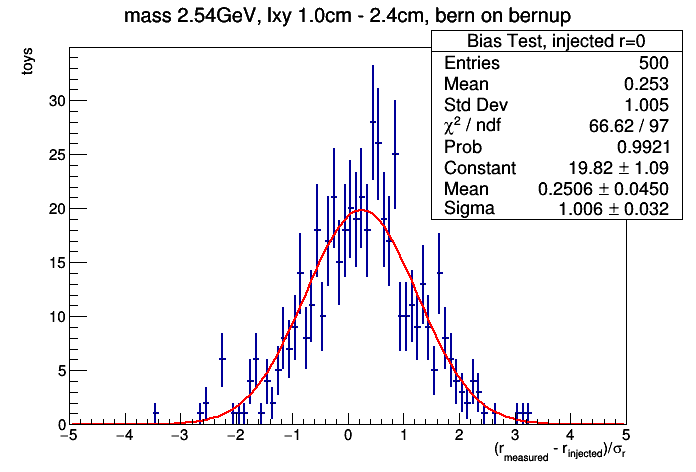 mass 2.54GeV, lxy 1.0cm - 2.4cm, bern on bernup
Bias Test, injected r=0
Entries 500
Mean 0.253
Std Dev 1.005
χ² / ndf 66.62 / 97
Prob 0.9921
Constant 19.82 ± 1.09
Mean 0.2506 ± 0.0450
Sigma 1.006 ± 0.032
toys
30
25
20
15
10
5
0
−5 −4 −3 −2 −1 0 1 2 3 4 5
(r_measured - r_injected)/σ_r